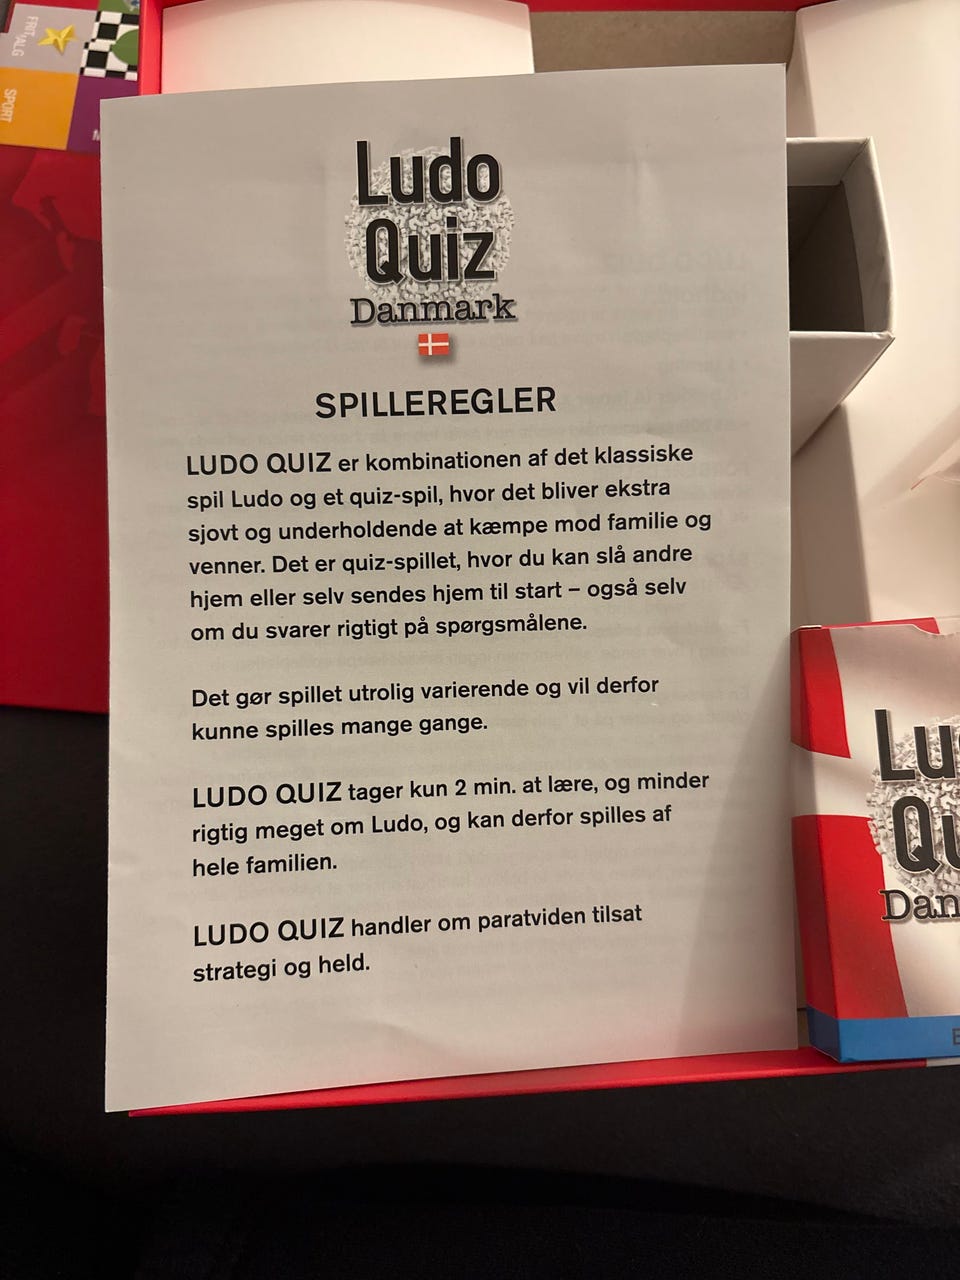 FRIT VALG
SPORT
Ludo
Quiz
Danmark
SPILLEREGLER
LUDO QUIZ er kombinationen af det klassiske
spil Ludo og et quiz-spil, hvor det bliver ekstra
sjovt og underholdende at kæmpe mod familie og
venner. Det er quiz-spillet, hvor du kan slå andre
hjem eller selv sendes hjem til start – også selv
om du svarer rigtigt på spørgsmålene.
Det gør spillet utrolig varierende og vil derfor
kunne spilles mange gange.
LUDO QUIZ tager kun 2 min. at lære, og minder
rigtig meget om Ludo, og kan derfor spilles af
hele familien.
LUDO QUIZ handler om paratviden tilsat
strategi og held.
Lu
Qu
Dan